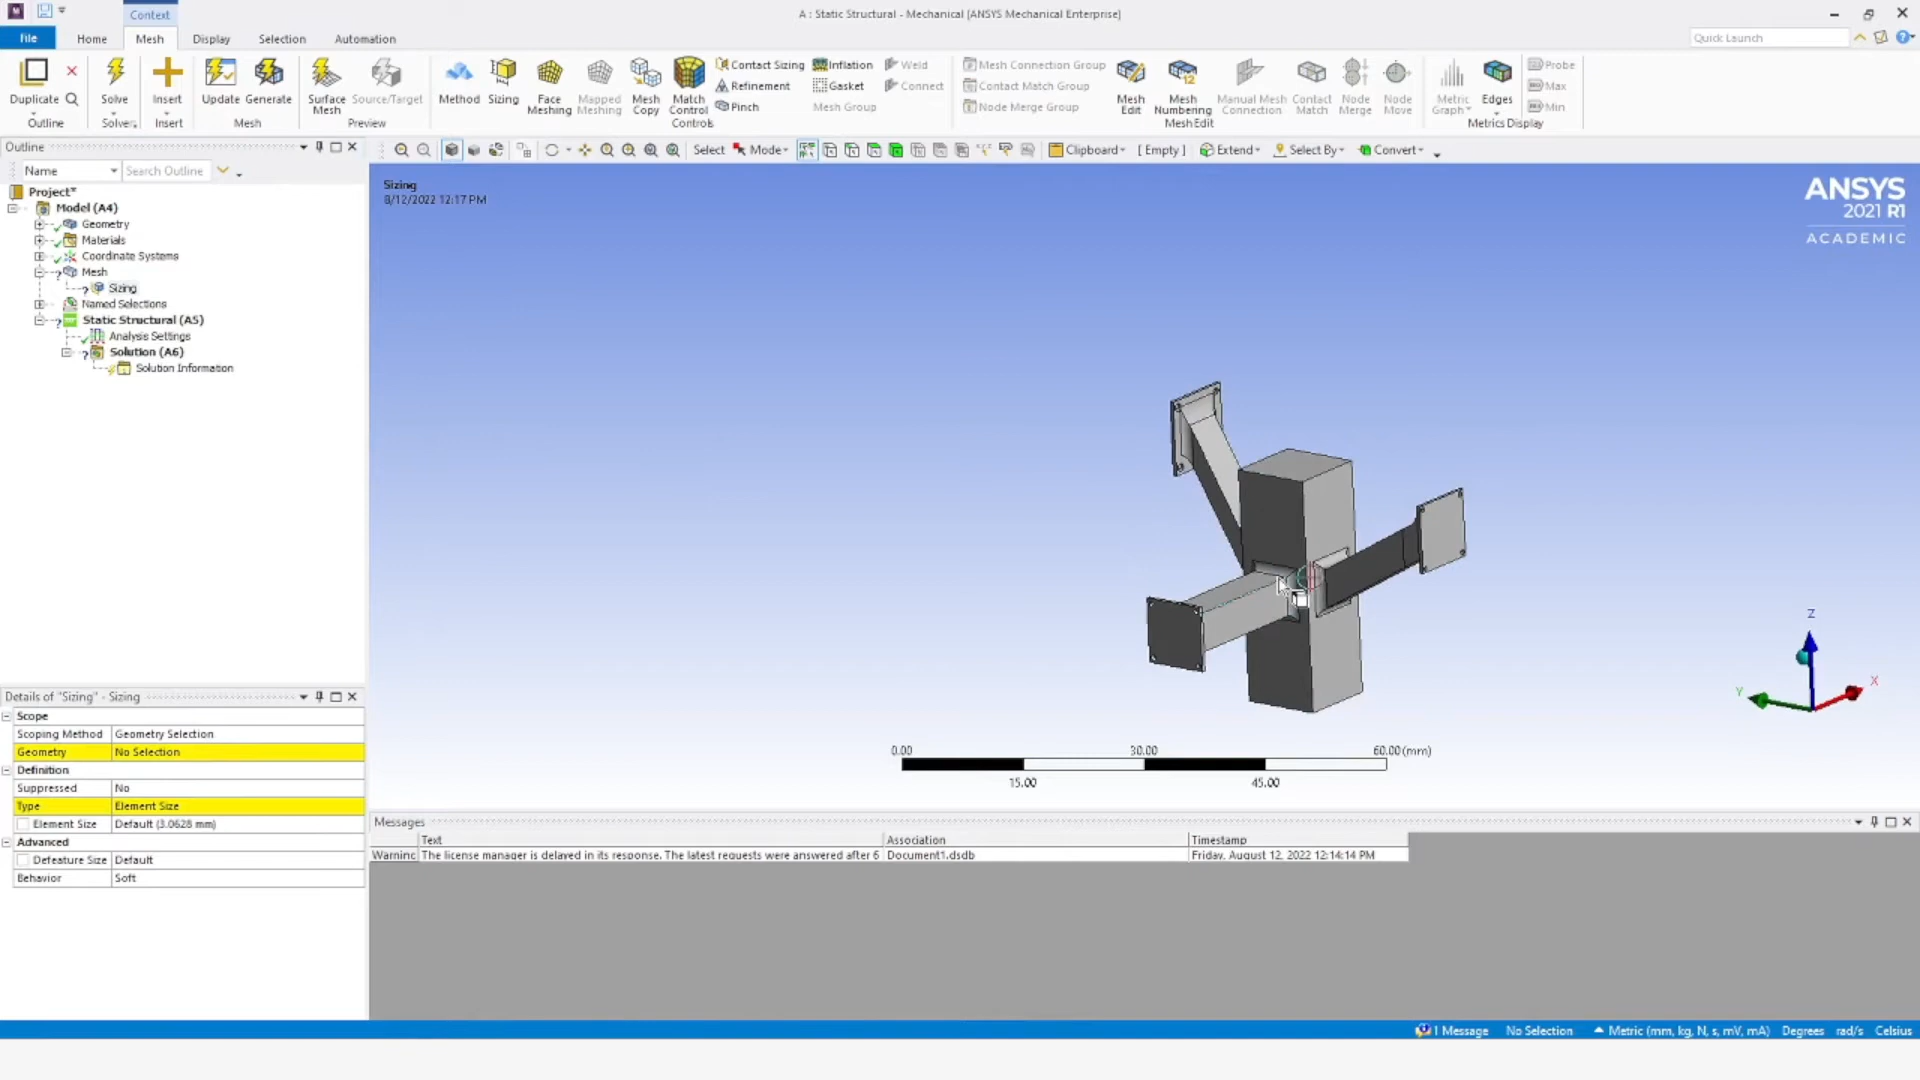 Context
A : Static Structural - Mechanical [ANSYS Mechanical Enterprise]
File Home Mesh Display Selection Automation
Quick Launch
Duplicate
Outline
Solve
Solver
Insert
Insert
Update Generate
Mesh
Surface Mesh
Source/Target
Preview
Method Sizing
Face Meshing
Mapped Meshing
Mesh Copy
Match Control
Contact Sizing
Refinement
Pinch
Inflation
Gasket
Mesh Group
Weld
Connect
Controls
Mesh Connection Group
Contact Match Group
Node Merge Group
Mesh Edit
Mesh Numbering
Manual Mesh Connection
Contact Match
Node Merge
Node Move
Mesh Edit
Metric Graph
Edges
Probe
Max
Min
Metrics Display
Outline
Name
Search Outline
Select Mode
Clipboard [ Empty ] Extend Select By Convert
Project*
Model (A4)
Geometry
Materials
Coordinate Systems
Mesh
Sizing
Named Selections
Static Structural (A5)
Analysis Settings
Solution (A6)
Solution Information
Sizing
8/12/2022 12:17 PM
ANSYS
2021 R1
ACADEMIC
Z
Y
X
0.00 30.00 60.00 (mm)
15.00 45.00
Details of "Sizing" - Sizing
Scope
Scoping Method Geometry Selection
Geometry No Selection
Definition
Suppressed No
Type Element Size
Element Size Default (3.0628 mm)
Advanced
Defeature Size Default
Behavior Soft
Messages
Text Association Timestamp
Warning The license manager is delayed in its response. The latest requests were answered after 6 Document1.dsdb Friday, August 12, 2022 12:14:14 PM
1 Message No Selection Metric (mm, kg, N, s, mV, mA) Degrees rad/s Celsius